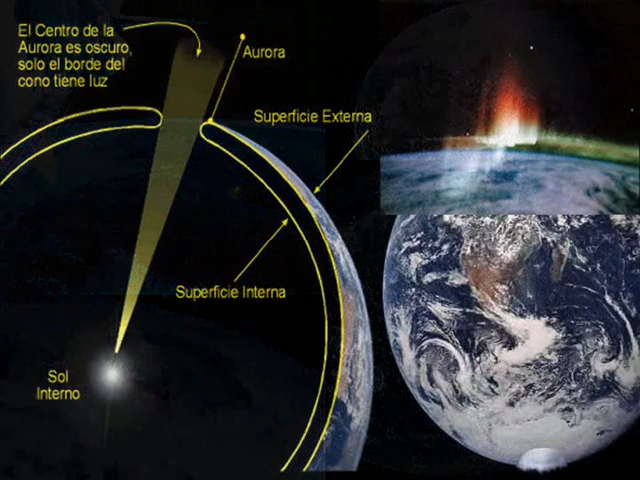 El Centro de la
Aurora es oscuro,
solo el borde del
cono tiene luz
Aurora
Superficie Externa
Superficie Interna
Sol
Interno